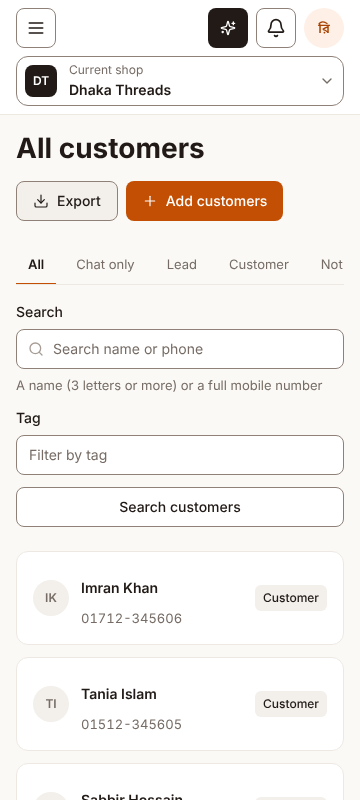 রি
DT
Current shop
Dhaka Threads
All customers
Export
Add customers
All Chat only Lead Customer Not
Search
Search name or phone
A name (3 letters or more) or a full mobile number
Tag
Filter by tag
Search customers
IK
Imran Khan
Customer
01712-345606
TI
Tania Islam
Customer
01512-345605
Sabbir Hossain